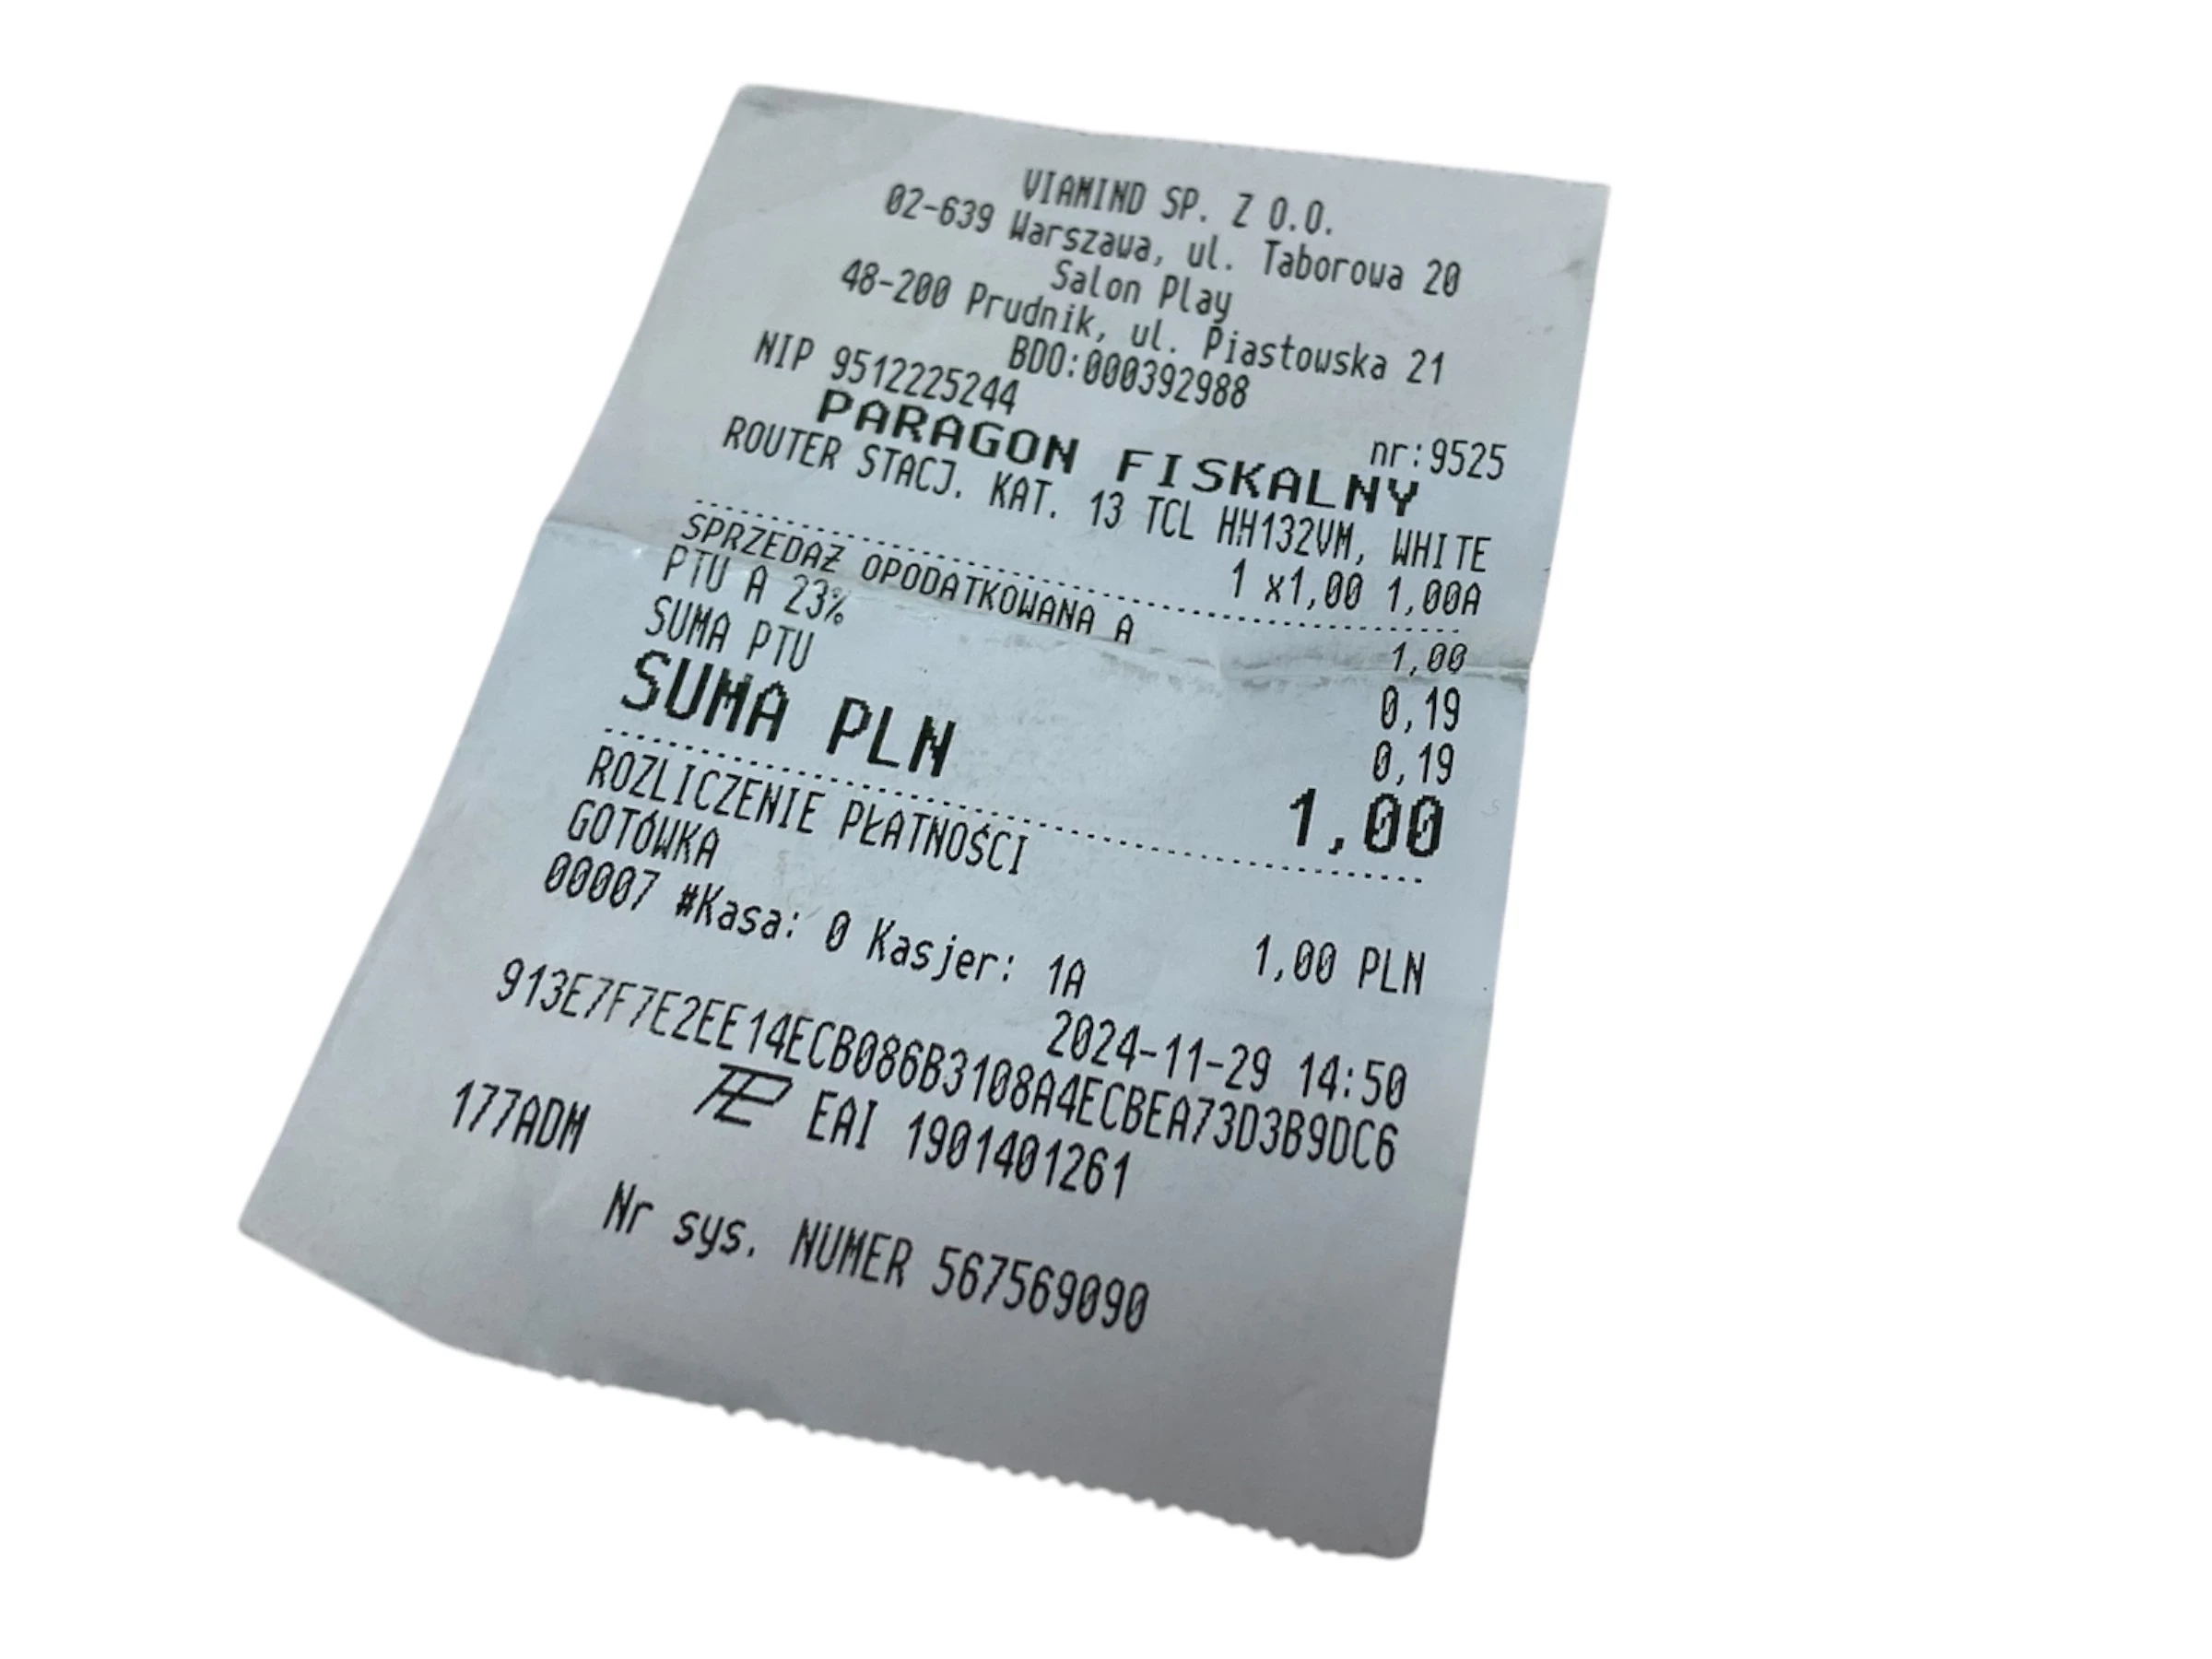 VIAMIND SP. Z O.O.
02-639 Warszawa, ul. Taborowa 20
Salon Play
48-200 Prudnik, ul. Piastowska 21
BDO:000392988
NIP 9512225244 nr:9525
PARAGON FISKALNY
ROUTER STACJ. KAT. 13 TCL HH132VM, WHITE
1 x1,00 1,00A
SPRZEDAŻ OPODATKOWANA A 1,00
PTU A 23% 0,19
SUMA PTU 0,19
SUMA PLN 1,00
ROZLICZENIE PŁATNOŚCI
GOTÓWKA 1,00 PLN
00007 #Kasa: 0 Kasjer: 1A 2024-11-29 14:50
913E7F7E2EE14ECB086B3108A4ECBEA73D3B9DC6
EAI 1901401261
177ADM
Nr sys. NUMER 567569090